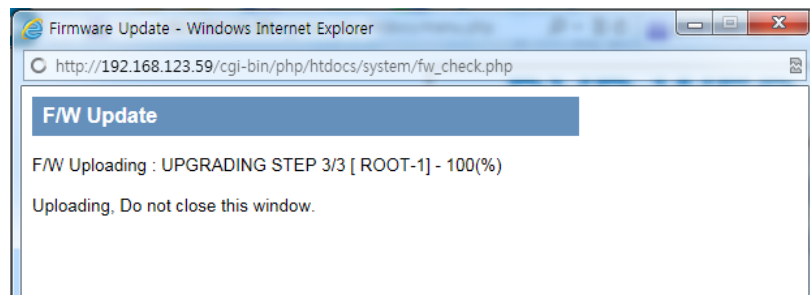 Firmware Update - Windows Internet Explorer
http://192.168.123.59/cgi-bin/php/htdocs/system/fw_check.php
F/W Update
F/W Uploading : UPGRADING STEP 3/3 [ ROOT-1] - 100(%)
Uploading, Do not close this window.